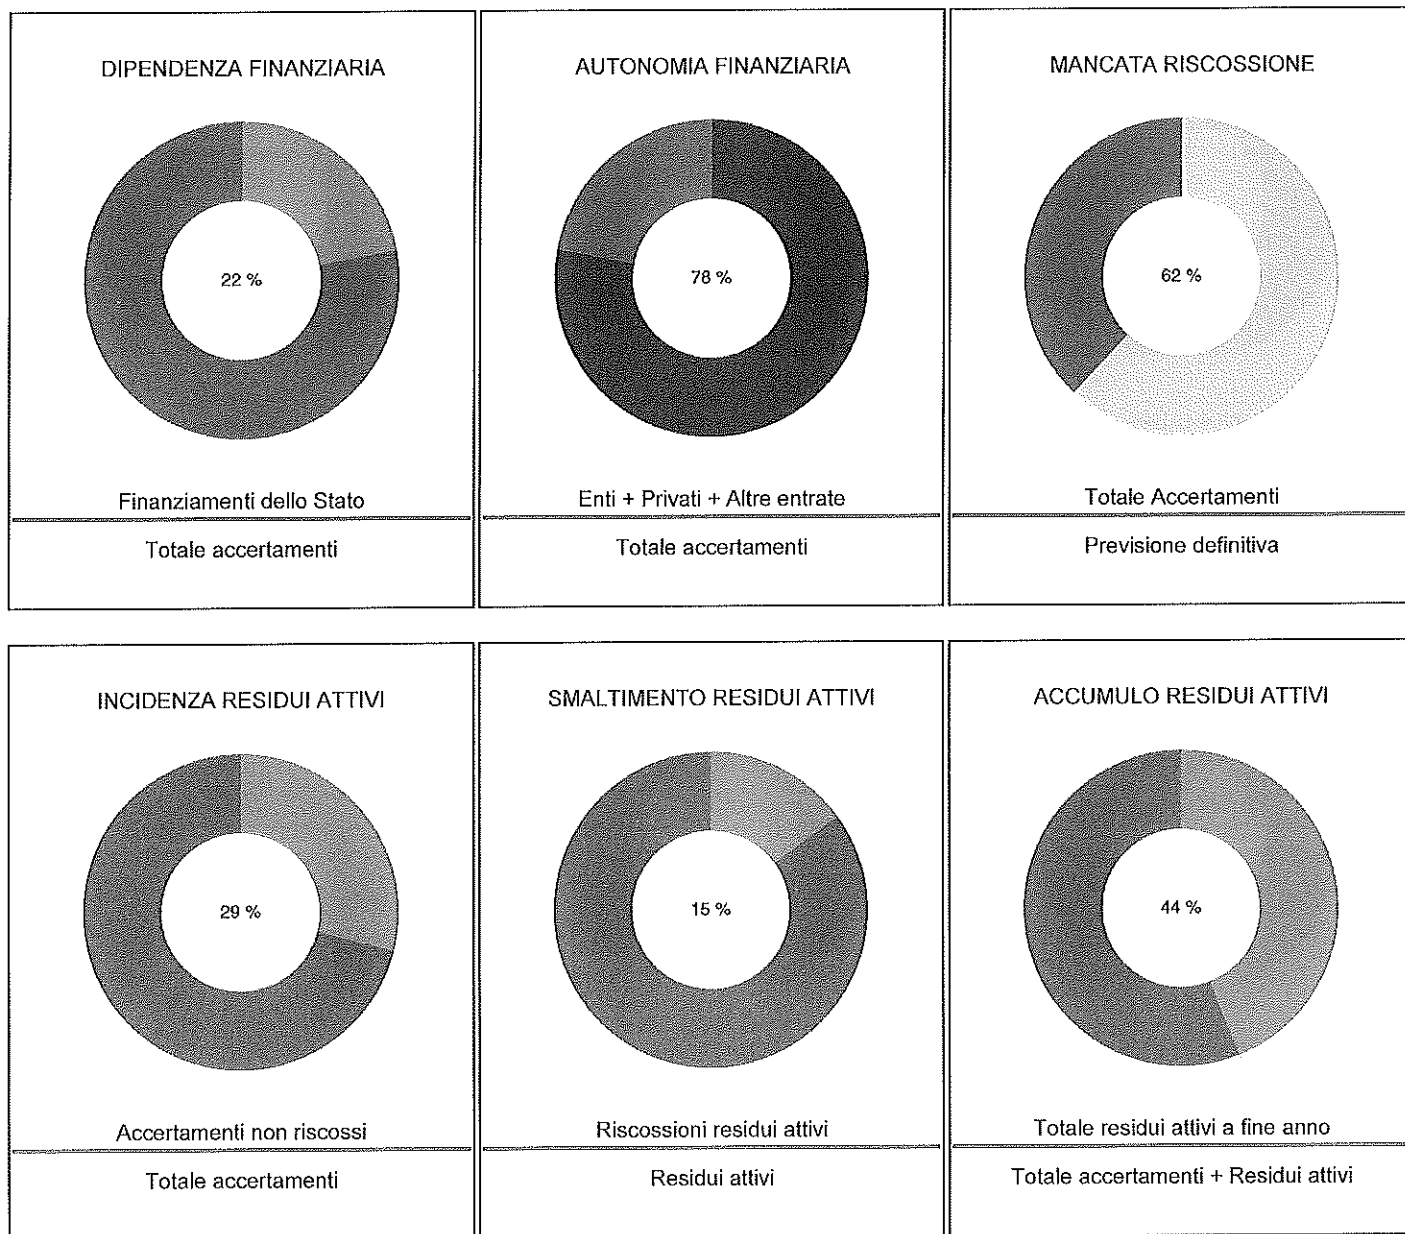 DIPENDENZA FINANZIARIA
22 %
Finanziamenti dello Stato
Totale accertamenti
AUTONOMIA FINANZIARIA
78 %
Enti + Privati + Altre entrate
Totale accertamenti
MANCATA RISCOSSIONE
62 %
Totale Accertamenti
Previsione definitiva
INCIDENZA RESIDUI ATTIVI
29 %
Accertamenti non riscossi
Totale accertamenti
SMALTIMENTO RESIDUI ATTIVI
15 %
Riscossioni residui attivi
Residui attivi
ACCUMULO RESIDUI ATTIVI
44 %
Totale residui attivi a fine anno
Totale accertamenti + Residui attivi